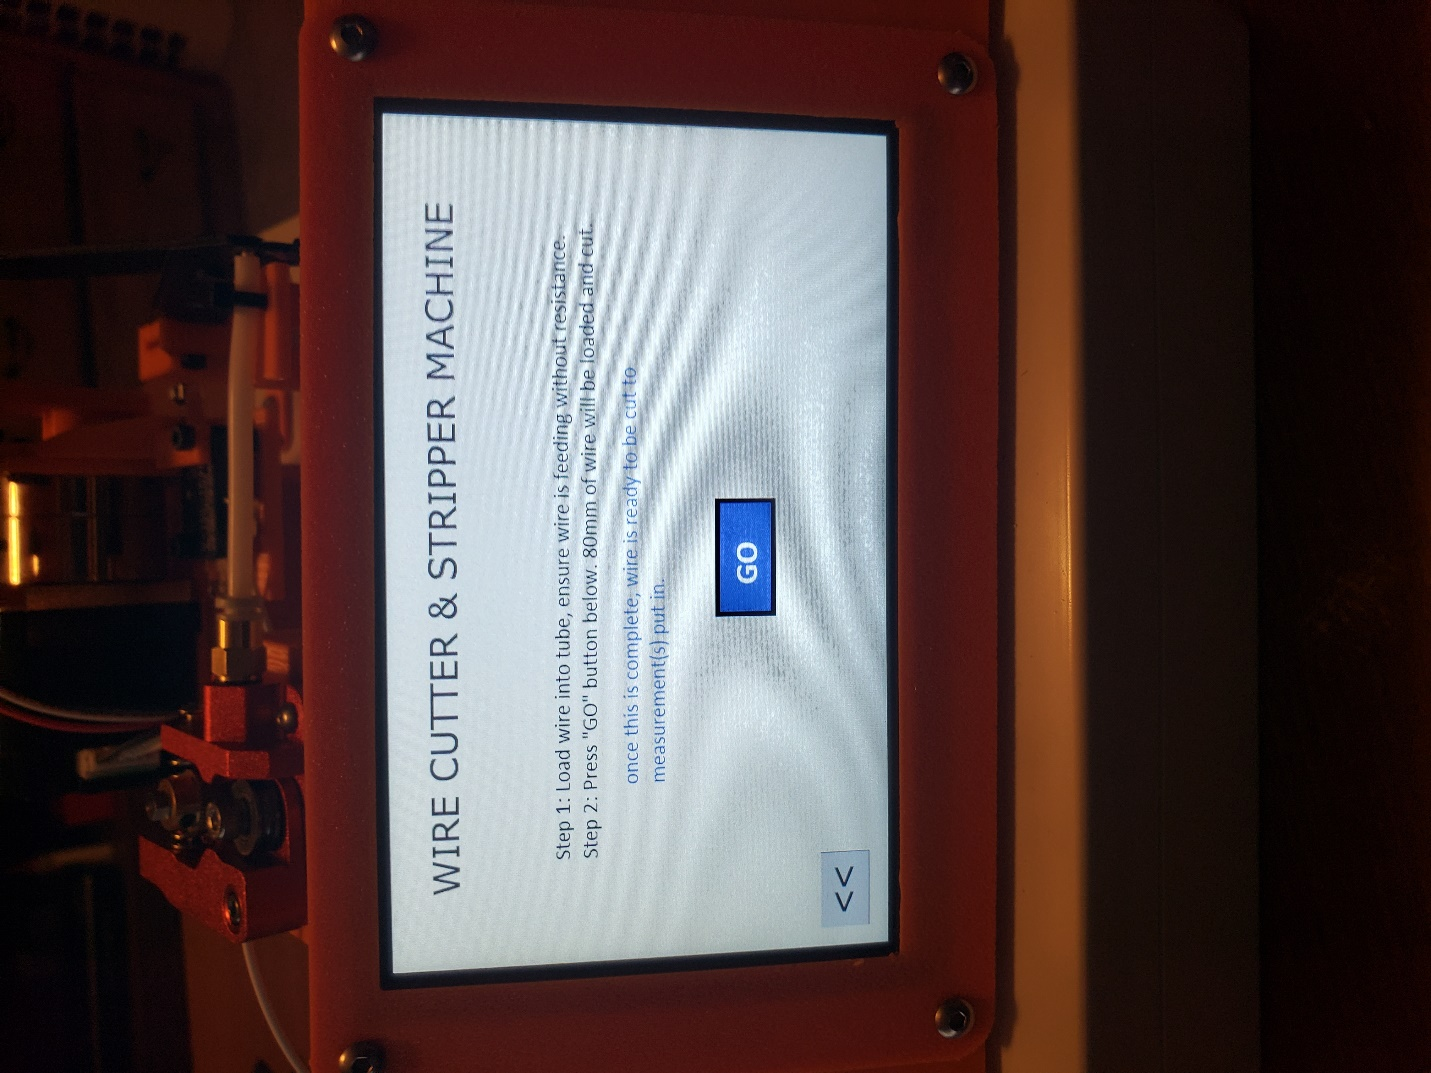 WIRE CUTTER & STRIPPER MACHINE
Step 1: Load wire into tube, ensure wire is feeding without resistance.
Step 2: Press "GO" button below. 80mm of wire will be loaded and cut.
once this is complete, wire is ready to be cut to
measurement(s) put in.
GO
<<